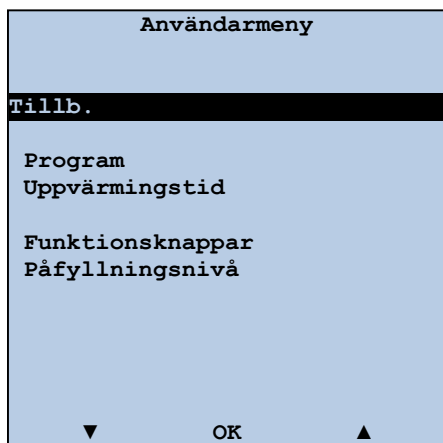 Användarmeny
Tillb.
Program
Uppvärmingstid
Funktionsknappar
Påfyllningsnivå
▼ OK ▲